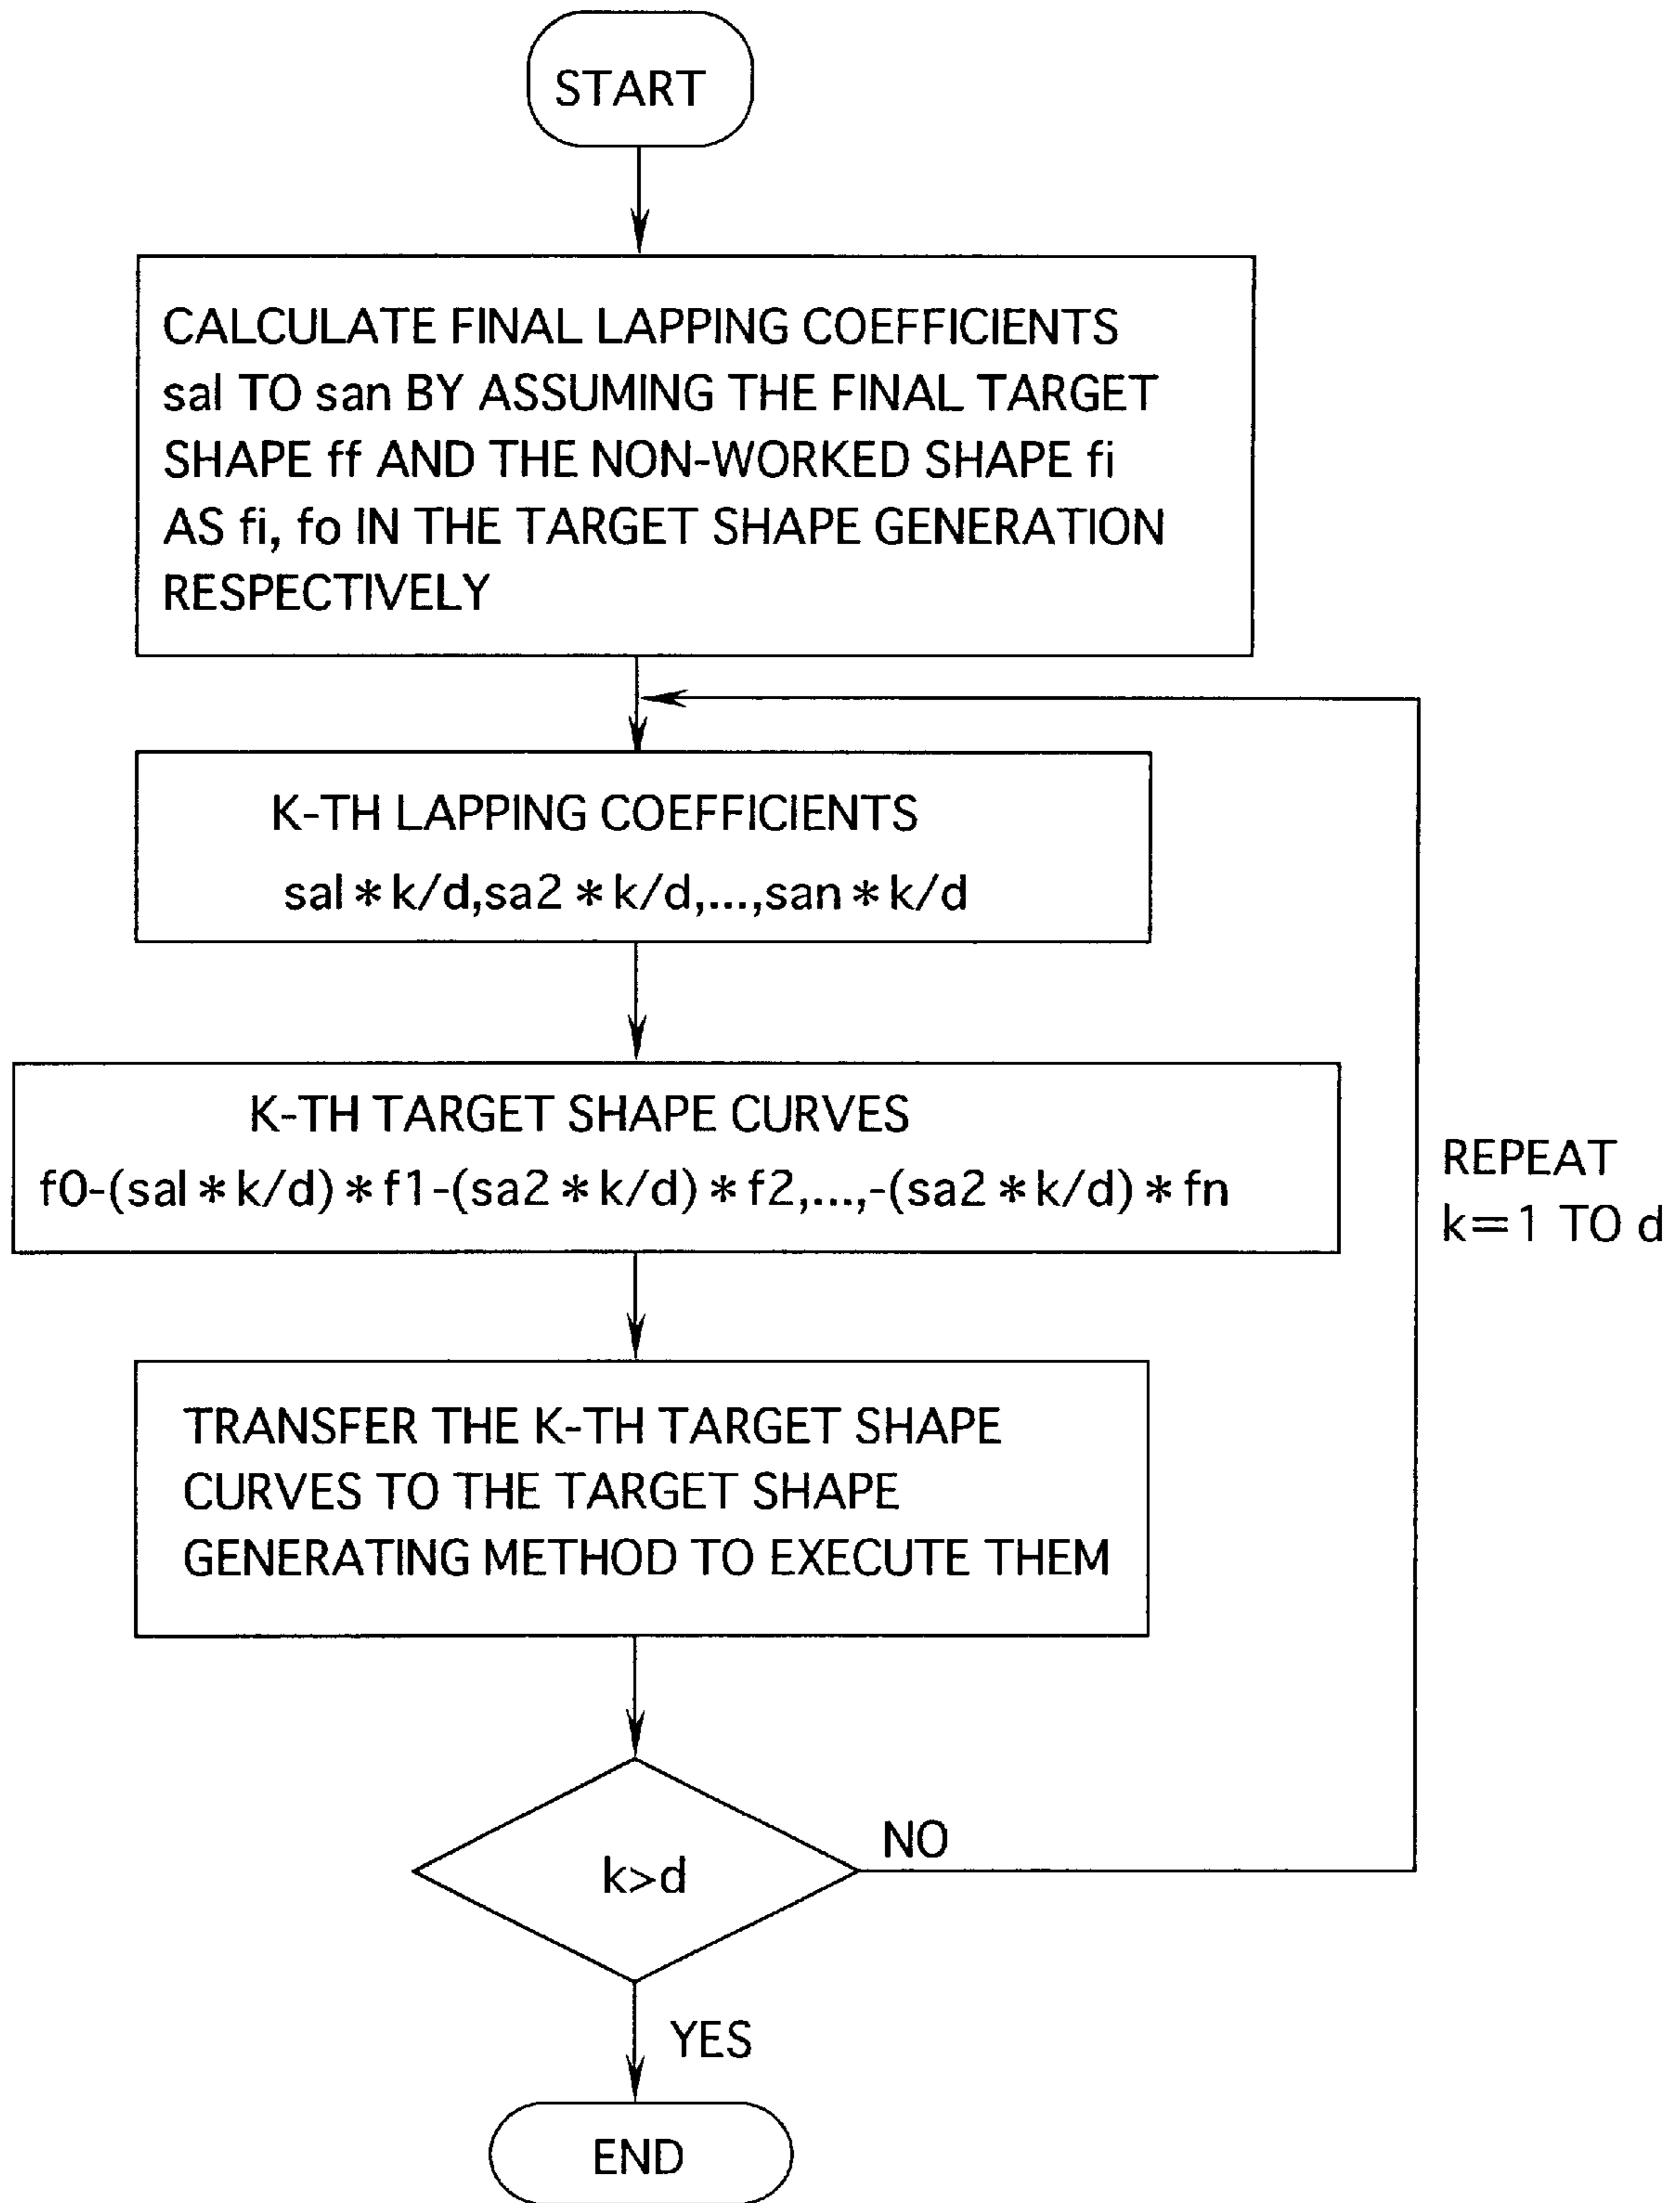 START
CALCULATE FINAL LAPPING COEFFICIENTS
sal TO san BY ASSUMING THE FINAL TARGET
SHAPE ff AND THE NON-WORKED SHAPE fi
AS fi, fo IN THE TARGET SHAPE GENERATION
RESPECTIVELY
K-TH LAPPING COEFFICIENTS
sal * k/d,sa2 * k/d,...,san * k/d
K-TH TARGET SHAPE CURVES
f0-(sal * k/d) * f1-(sa2 * k/d) * f2,...,-(sa2 * k/d) * fn
REPEAT
k=1 TO d
TRANSFER THE K-TH TARGET SHAPE
CURVES TO THE TARGET SHAPE
GENERATING METHOD TO EXECUTE THEM
k>d
NO
YES
END